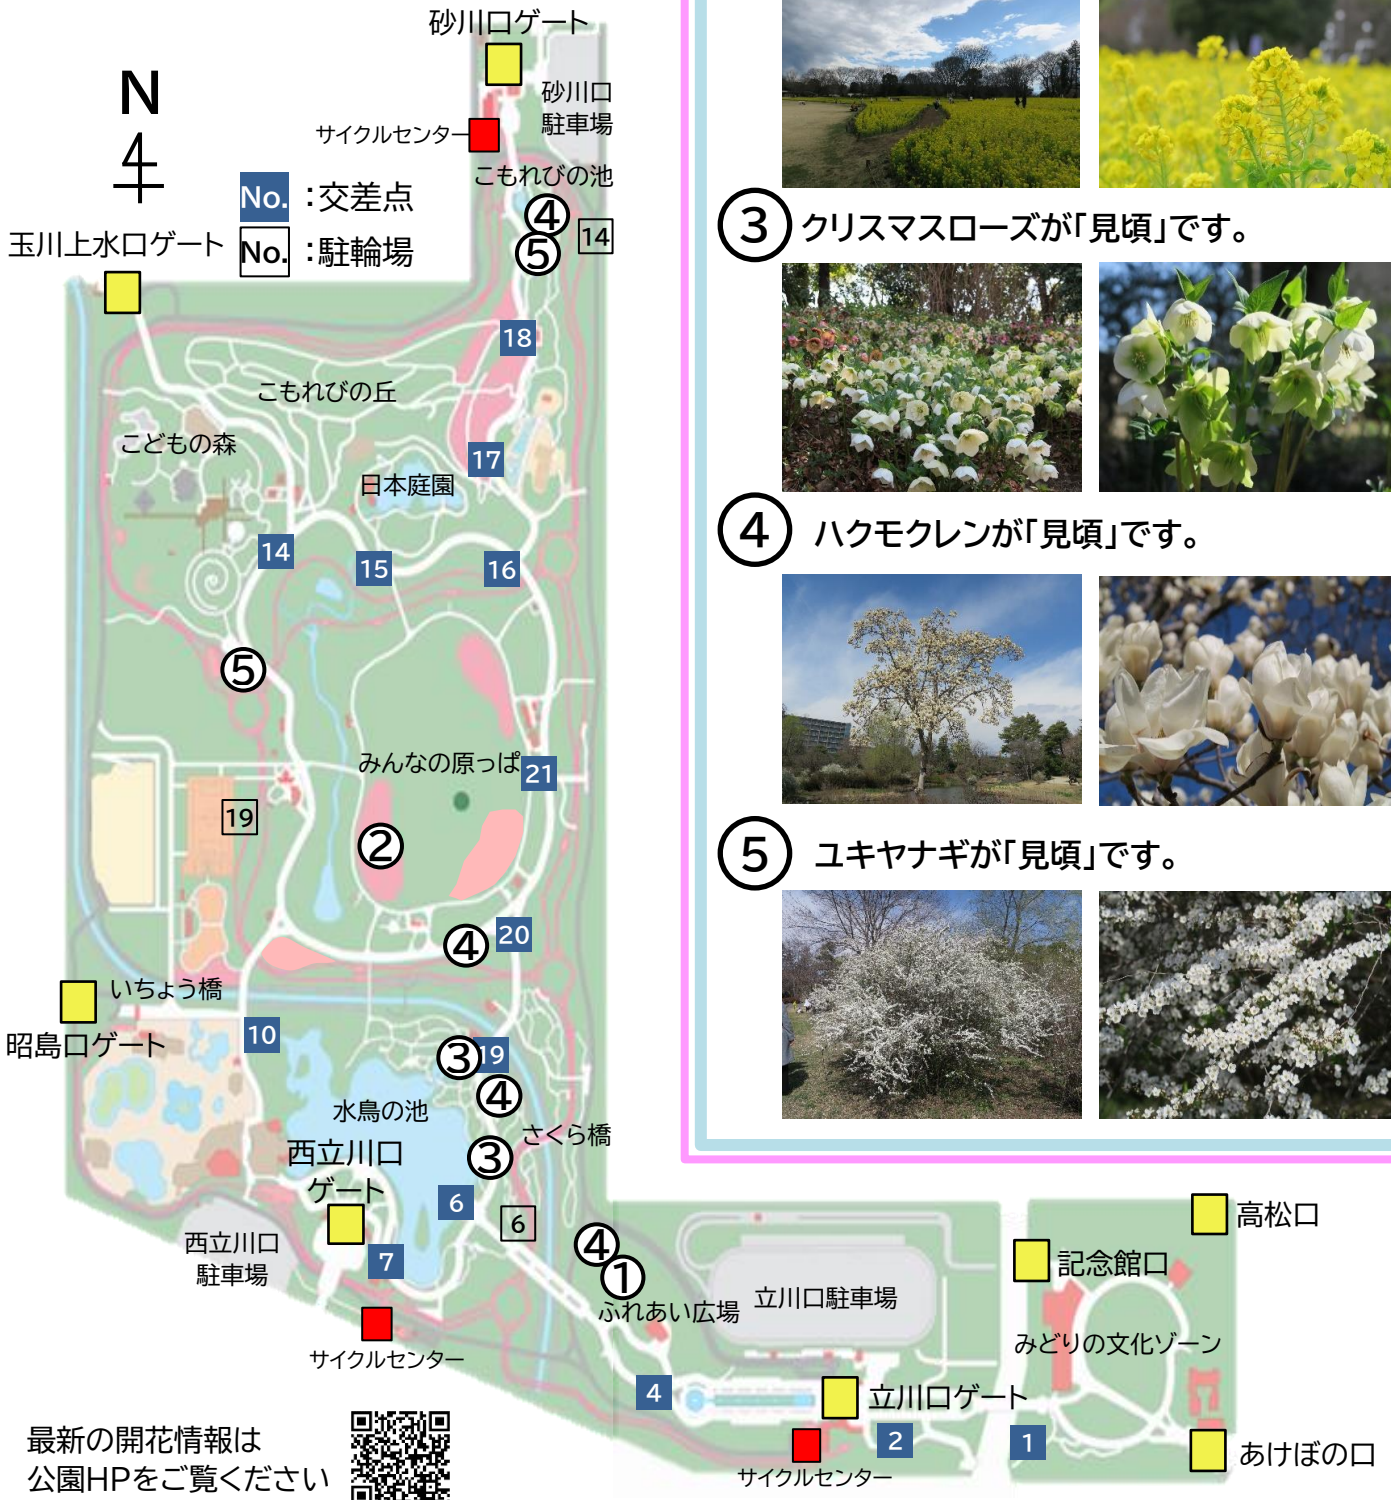 砂川口ゲート
N
砂川口
駐車場
サイクルセンター
こもれびの池
No. :交差点
④
14
玉川上水口ゲート
No. :駐輪場
⑤
18
こもれびの丘
こどもの森
17
日本庭園
14
15
16
⑤
みんなの原っぱ
21
19
②
④
20
いちょう橋
昭島口ゲート
10
③
19
④
水鳥の池
さくら橋
西立川口
ゲート
③
6
6
西立川口
駐車場
7
④
①
ふれあい広場
立川口駐車場
サイクルセンター
4
立川口ゲート
2
サイクルセンター
高松口
記念館口
みどりの文化ゾーン
1
あけぼの口
最新の開花情報は
公園HPをご覧ください
③ クリスマスローズが「見頃」です。
④ ハクモクレンが「見頃」です。
⑤ ユキヤナギが「見頃」です。